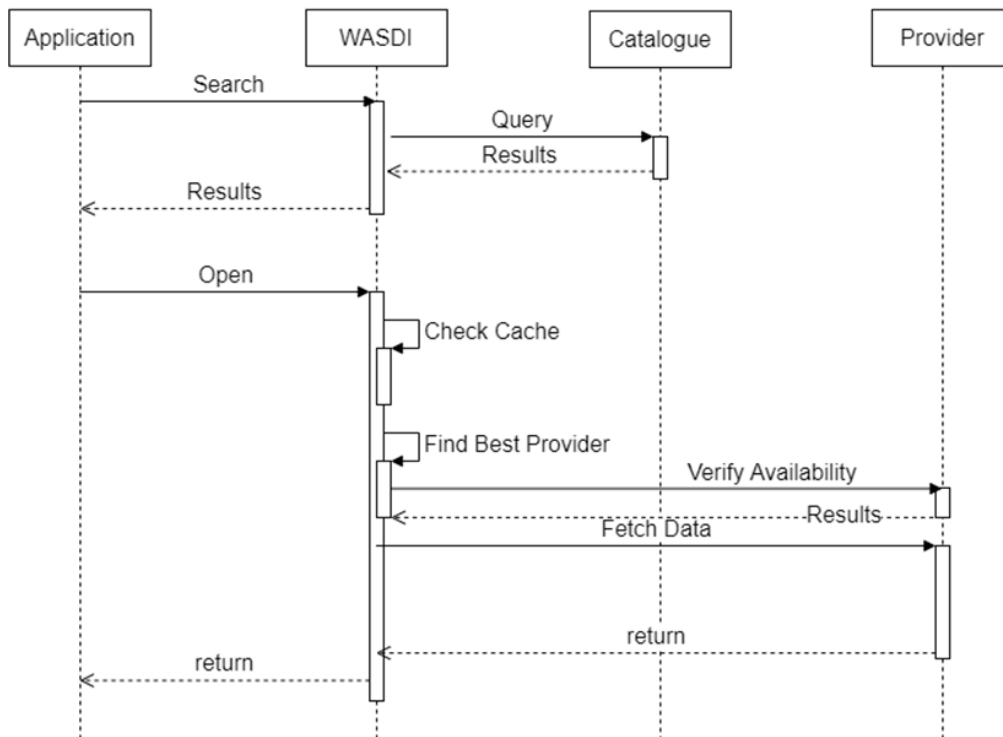 Application
WASDI
Catalogue
Provider
Search
Query
Results
Results
Open
Check Cache
Find Best Provider
Verify Availability
Results
Fetch Data
return
return